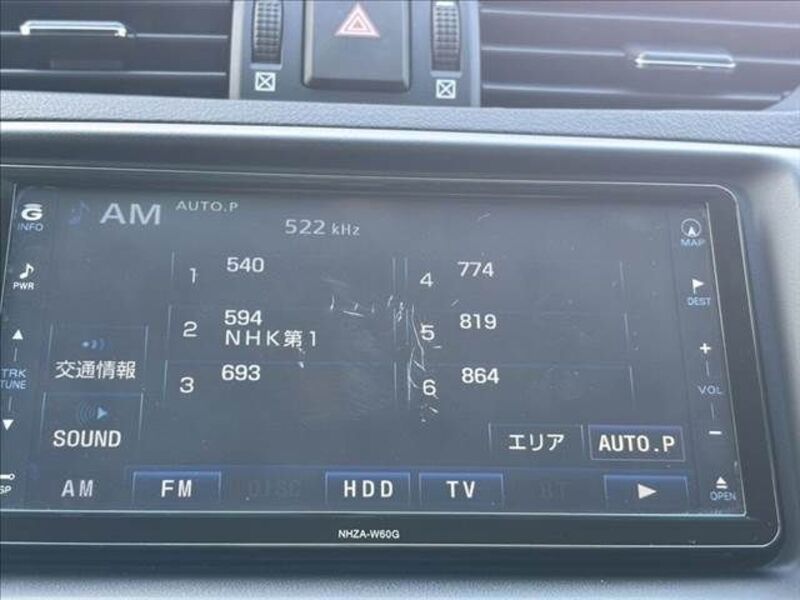 G
INFO
AM AUTO.P
522 kHz
MAP
PWR
1 540
4 774
DEST
2 594
NHK第1
5 819
交通情報
TRK
TUNE
3 693
6 864
VOL
SOUND
エリア AUTO.P
AM FM DISC HDD TV BT
OPEN
NHZA-W60G